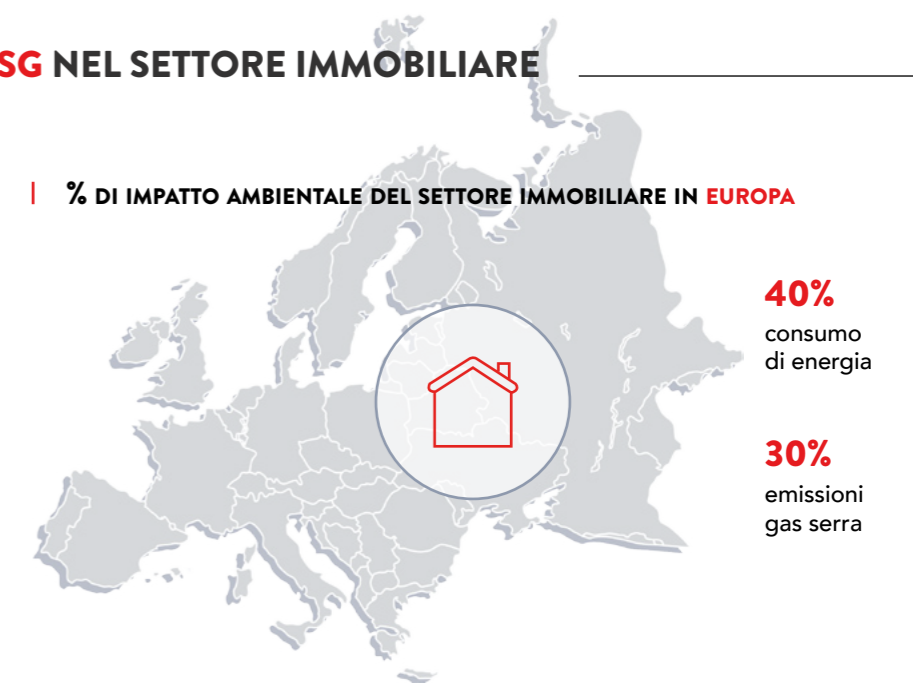 SG NEL SETTORE IMMOBILIARE
% DI IMPATTO AMBIENTALE DEL SETTORE IMMOBILIARE IN EUROPA
40%
consumo
di energia
30%
emissioni
gas serra